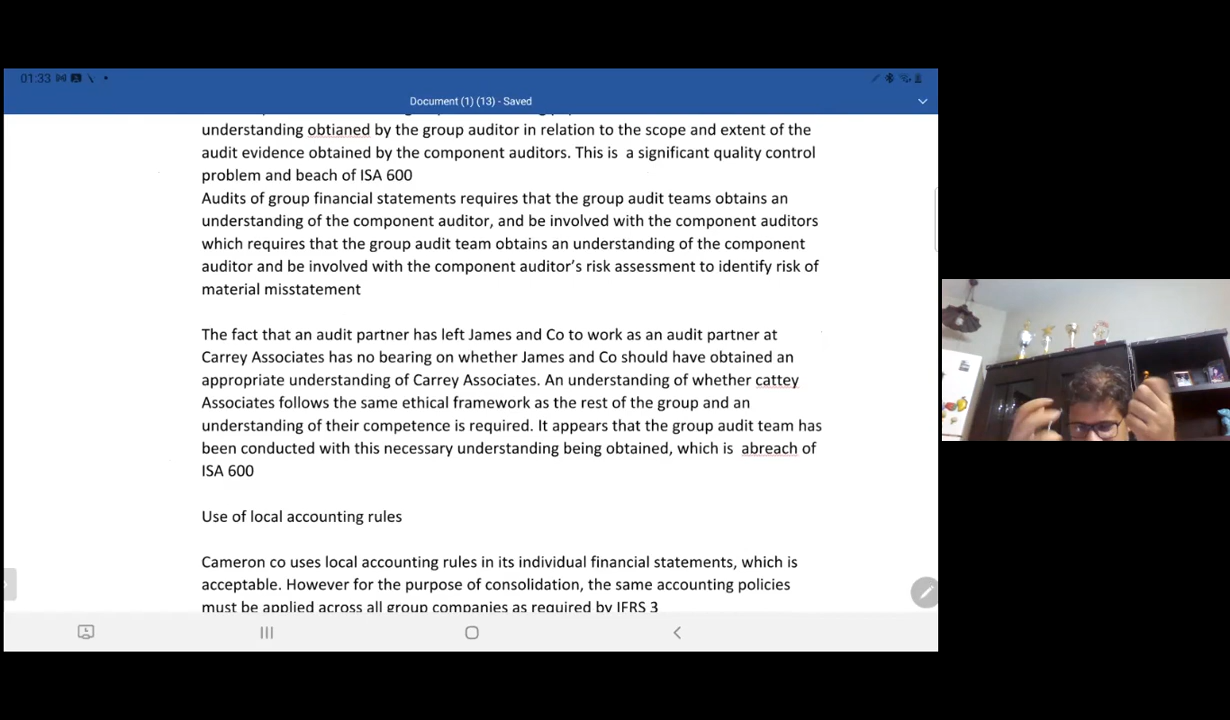 01:33
Document (1) (13) - Saved
understanding obtianed by the group auditor in relation to the scope and extent of the
audit evidence obtained by the component auditors. This is  a significant quality control
problem and beach of ISA 600
Audits of group financial statements requires that the group audit teams obtains an
understanding of the component auditor, and be involved with the component auditors
which requires that the group audit team obtains an understanding of the component
auditor and be involved with the component auditor’s risk assessment to identify risk of
material misstatement
The fact that an audit partner has left James and Co to work as an audit partner at
Carrey Associates has no bearing on whether James and Co should have obtained an
appropriate understanding of Carrey Associates. An understanding of whether cattey
Associates follows the same ethical framework as the rest of the group and an
understanding of their competence is required. It appears that the group audit team has
been conducted with this necessary understanding being obtained, which is  abreach of
ISA 600
Use of local accounting rules
Cameron co uses local accounting rules in its individual financial statements, which is
acceptable. However for the purpose of consolidation, the same accounting policies
must be applied across all group companies as required by IFRS 3